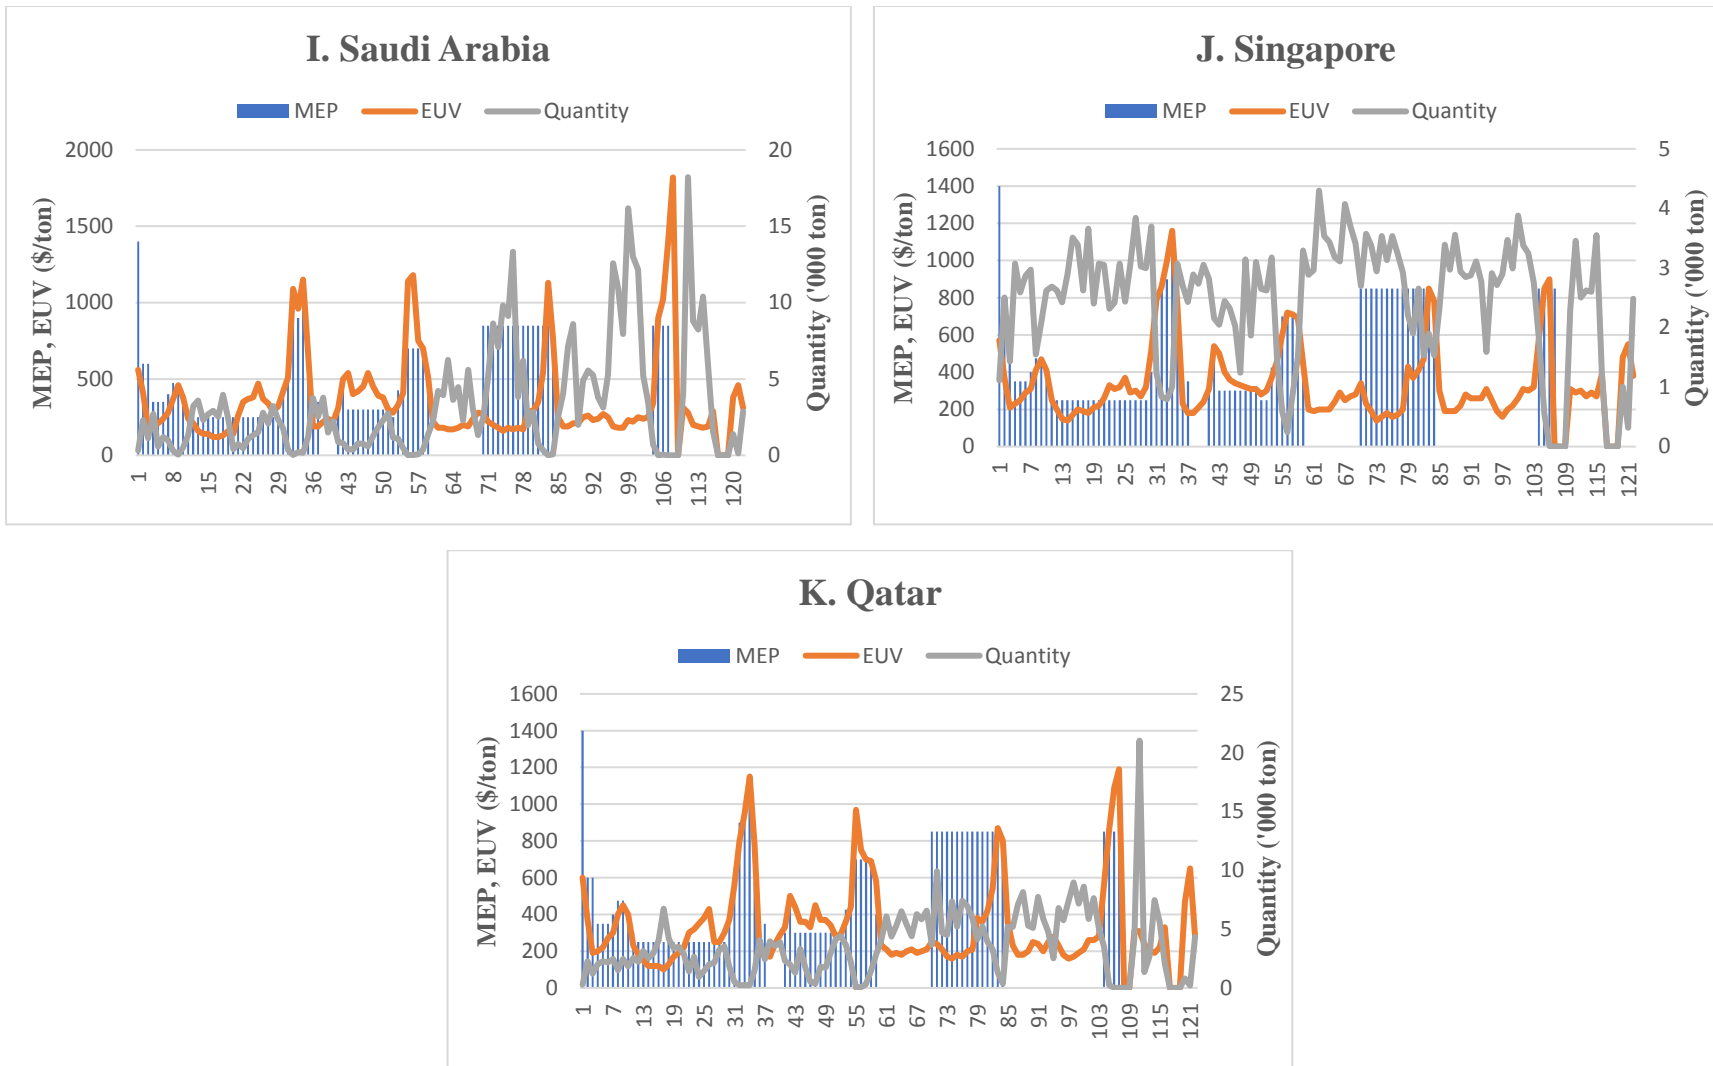 I. Saudi Arabia
MEP EUV Quantity
MEP, EUV ($/ton)
2000
1500
1000
500
0
20
15
10
5
0
Quantity ('000 ton)
1 8 15 22 29 36 43 50 57 64 71 78 85 92 99 106 113 120
J. Singapore
MEP EUV Quantity
MEP, EUV ($/ton)
1600
1400
1200
1000
800
600
400
200
0
5
4
3
2
1
0
Quantity ('000 ton)
1 7 13 19 25 31 37 43 49 55 61 67 73 79 85 91 97 103 109 115 121
K. Qatar
MEP EUV Quantity
MEP, EUV ($/ton)
1600
1400
1200
1000
800
600
400
200
0
25
20
15
10
5
0
Quantity ('000 ton)
1 7 13 19 25 31 37 43 49 55 61 67 73 79 85 91 97 103 109 115 121